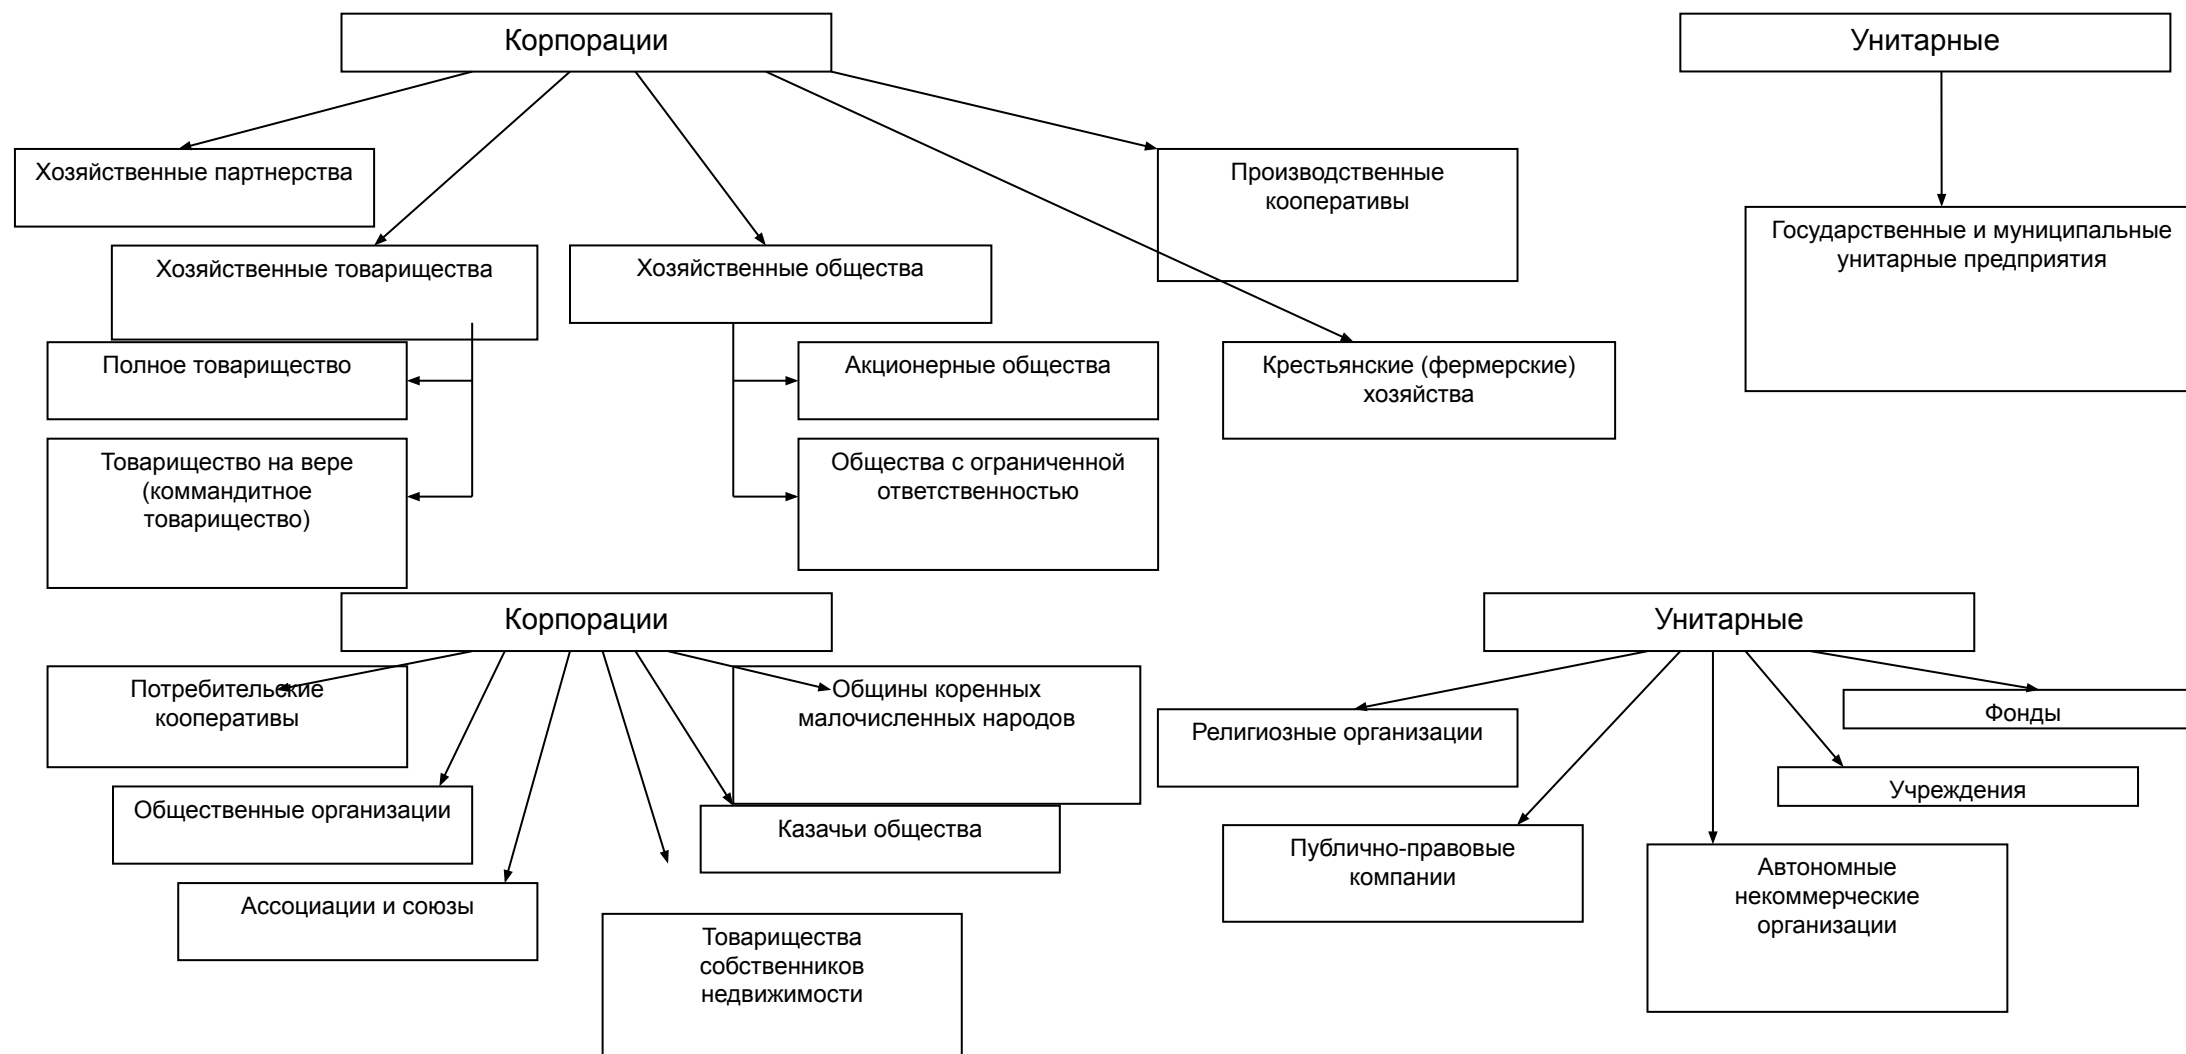 Корпорации
Унитарные
Хозяйственные партнерства
Производственные
кооперативы
Государственные и муниципальные
унитарные предприятия
Хозяйственные товарищества
Хозяйственные общества
Полное товарищество
Акционерные общества
Крестьянские (фермерские)
хозяйства
Товарищество на вере
(коммандитное
товарищество)
Общества с ограниченной
ответственностью
Корпорации
Унитарные
Потребительские
кооперативы
Общины коренных
малочисленных народов
Религиозные организации
Фонды
Учреждения
Общественные организации
Казачьи общества
Публично-правовые
компании
Автономные
некоммерческие
организации
Ассоциации и союзы
Товарищества
собственников
недвижимости